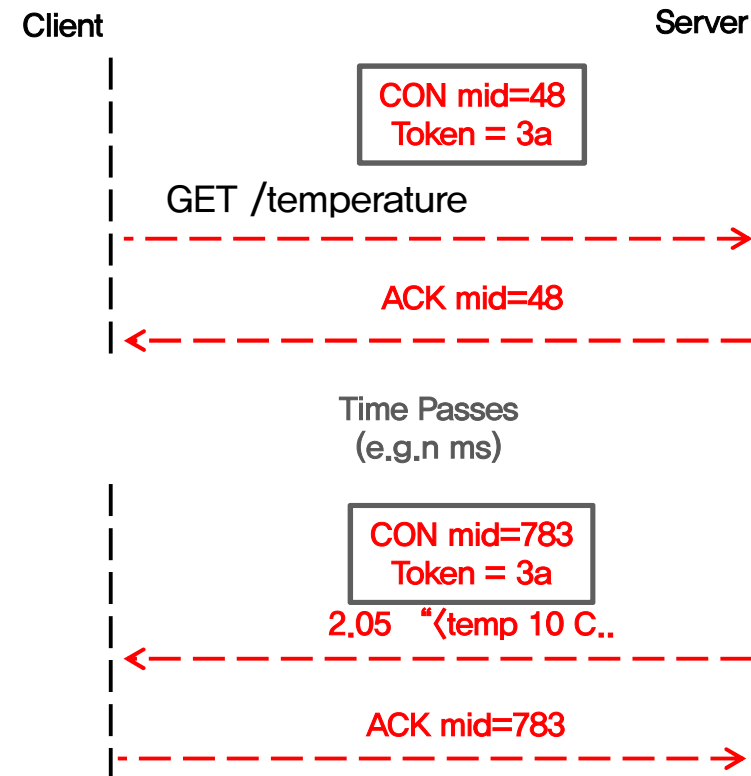 Client
Server
CON mid=48
Token = 3a
GET /temperature
ACK mid=48
Time Passes
(e.g.n ms)
CON mid=783
Token = 3a
2.05 “〈temp 10 C..
ACK mid=783